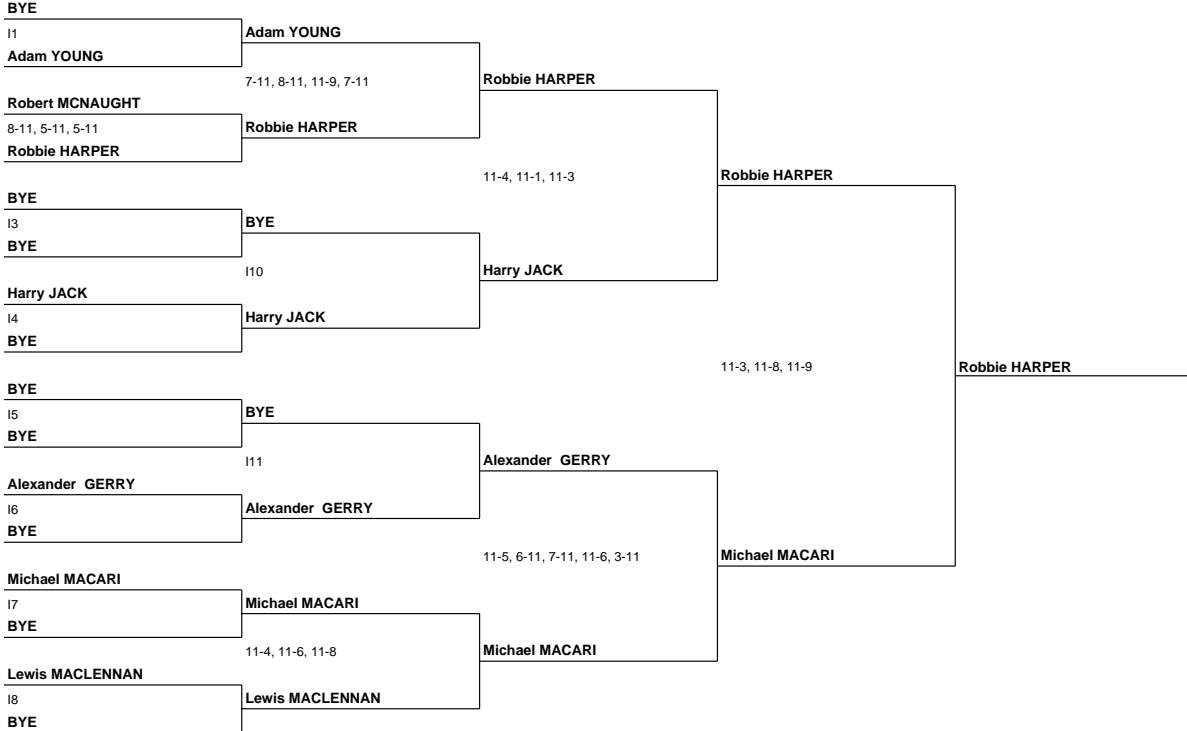 BYE
I1
Adam YOUNG
Robert MCNAUGHT
8-11, 5-11, 5-11
Robbie HARPER
BYE
I3
BYE
Harry JACK
I4
BYE
BYE
I5
BYE
Alexander  GERRY
I6
BYE
Michael MACARI
I7
BYE
Lewis MACLENNAN
I8
BYE
Adam YOUNG
7-11, 8-11, 11-9, 7-11
Robbie HARPER
BYE
I10
Harry JACK
BYE
I11
Alexander  GERRY
Michael MACARI
11-4, 11-6, 11-8
Lewis MACLENNAN
Robbie HARPER
11-4, 11-1, 11-3
Harry JACK
Alexander  GERRY
11-5, 6-11, 7-11, 11-6, 3-11
Michael MACARI
Robbie HARPER
11-3, 11-8, 11-9
Michael MACARI
Robbie HARPER